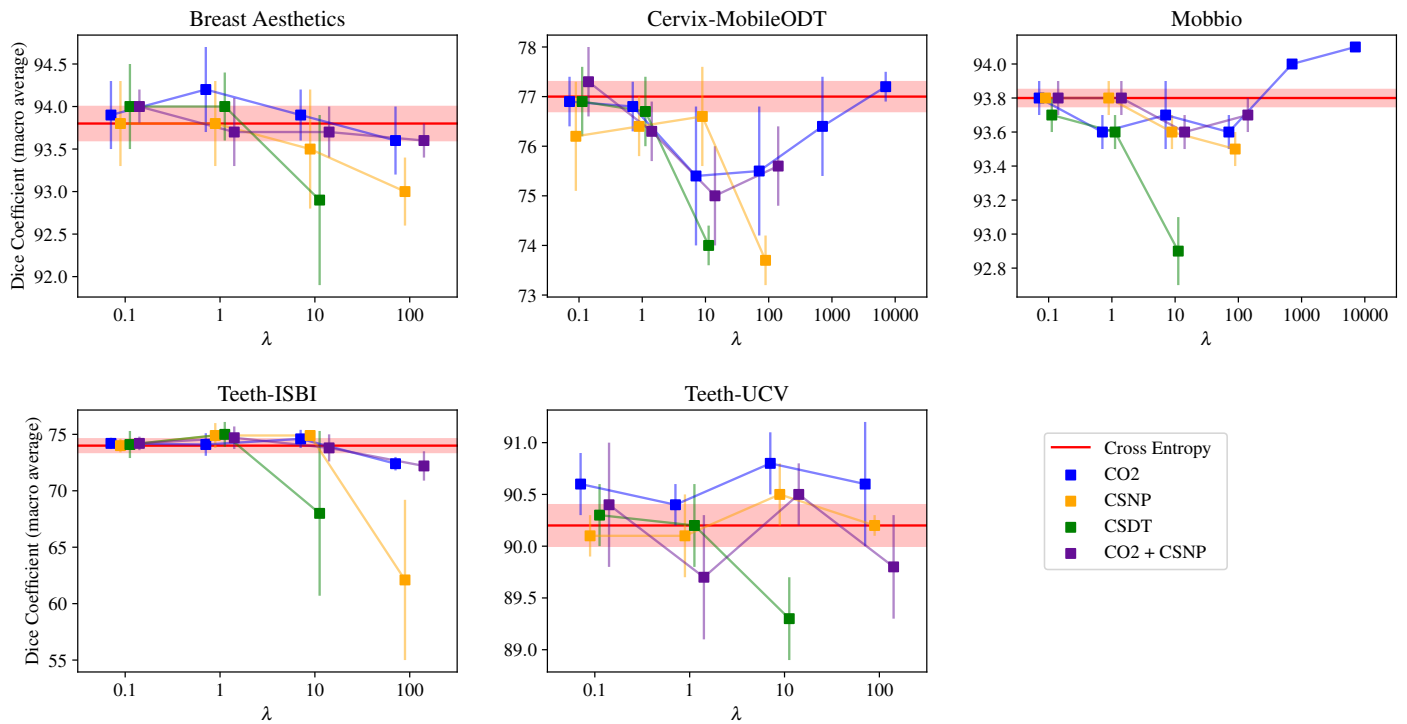 Breast Aesthetics
Dice Coefficient (macro average)
94.5
94.0
93.5
93.0
92.5
92.0
0.1 1 10 100
λ
Cervix-MobileODT
78
77
76
75
74
73
0.1 1 10 100 1000 10000
λ
Mobbio
94.0
93.8
93.6
93.4
93.2
93.0
92.8
0.1 1 10 100 1000 10000
λ
Teeth-ISBI
Dice Coefficient (macro average)
75
70
65
60
55
0.1 1 10 100
λ
Teeth-UCV
91.0
90.5
90.0
89.5
89.0
0.1 1 10 100
λ
Cross Entropy
CO2
CSNP
CSDT
CO2 + CSNP